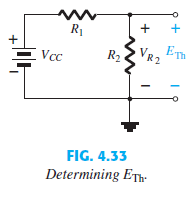 R1
+ + +
VCC
R2 VR2 ETh
– – –
FIG. 4.33
Determining ETh.